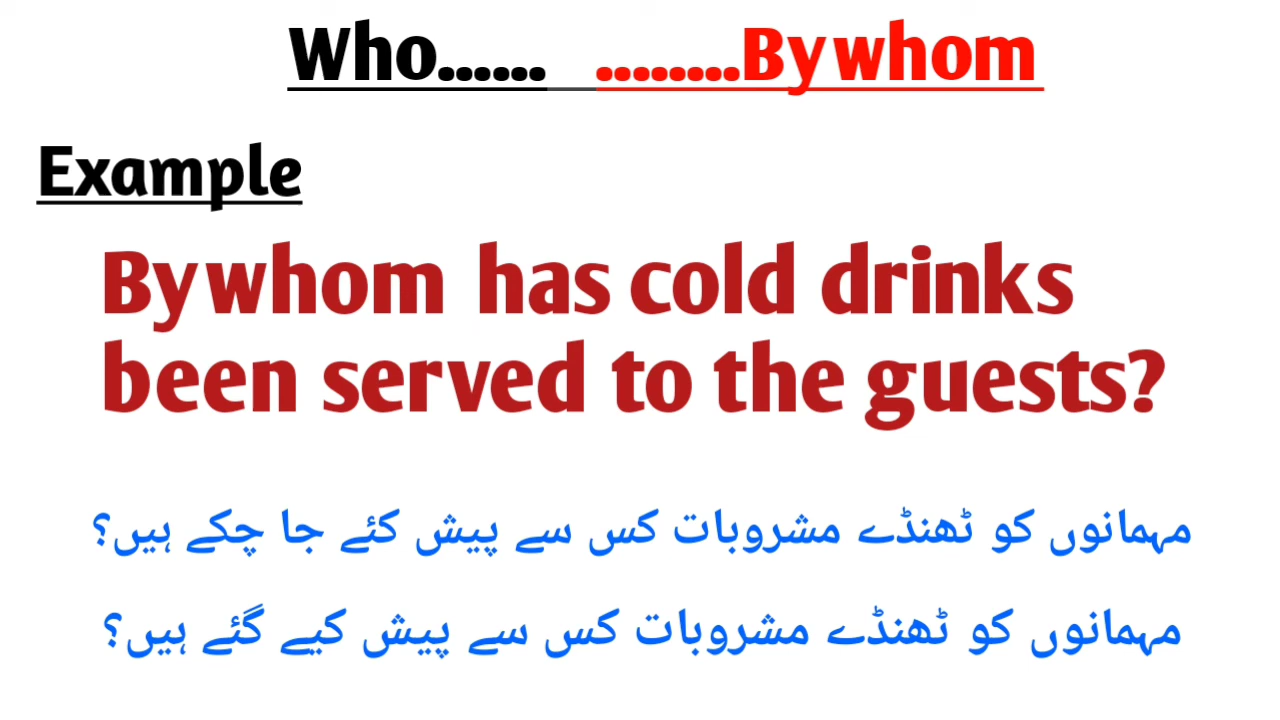 Who...... ........Bywhom
Example
Bywhom has cold drinks
been served to the guests?
مہمانوں کو ٹھنڈے مشروبات کس سے پیش کئے جا چکے ہیں؟
مہمانوں کو ٹھنڈے مشروبات کس سے پیش کیے گئے ہیں؟